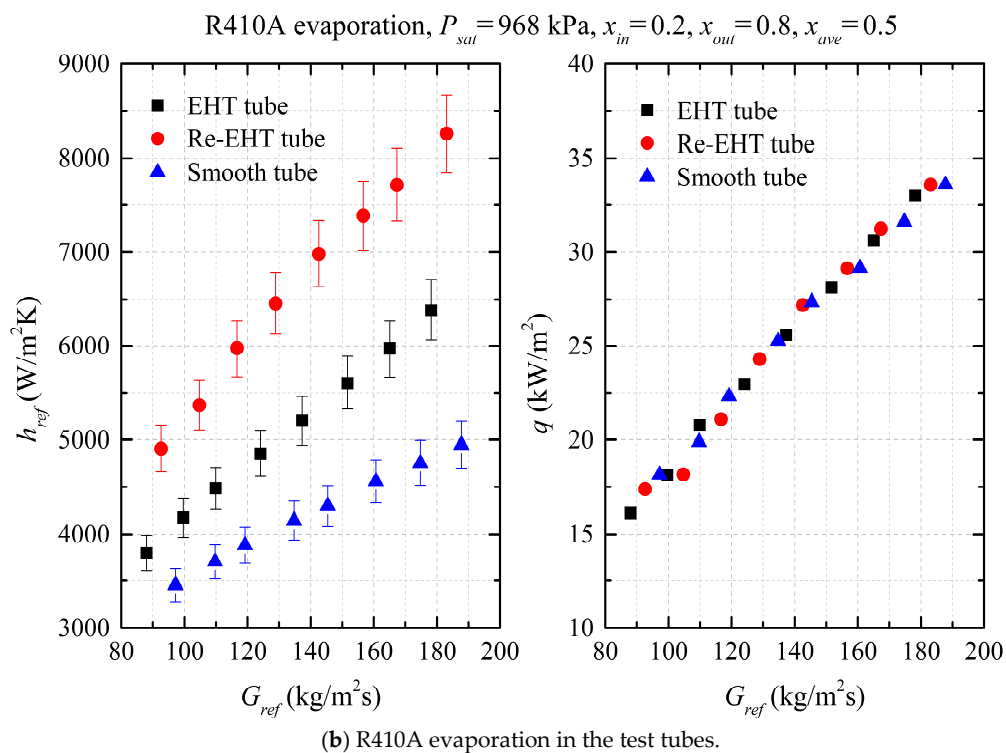 R410A evaporation, P_sat=968 kPa, x_in=0.2, x_out=0.8, x_ave=0.5
9000
8000
7000
6000
5000
4000
3000
h_ref (W/m²K)
EHT tube
Re-EHT tube
Smooth tube
80 100 120 140 160 180 200
G_ref (kg/m²s)
40
35
30
25
20
15
10
q (kW/m²)
EHT tube
Re-EHT tube
Smooth tube
80 100 120 140 160 180 200
G_ref (kg/m²s)
(b) R410A evaporation in the test tubes.